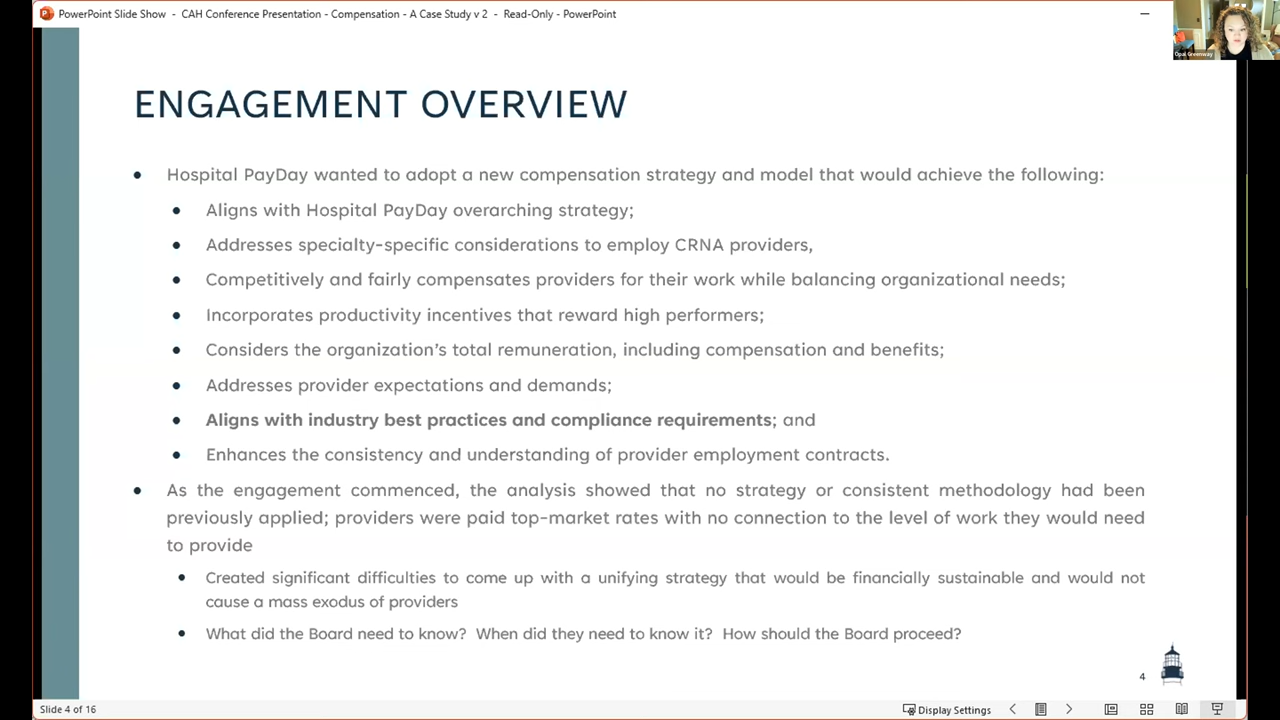 PowerPoint Slide Show - CAH Conference Presentation - Compensation - A Case Study v 2 - Read-Only - PowerPoint
Opal Greenway
ENGAGEMENT OVERVIEW
• Hospital PayDay wanted to adopt a new compensation strategy and model that would achieve the following:
• Aligns with Hospital PayDay overarching strategy;
• Addresses specialty-specific considerations to employ CRNA providers,
• Competitively and fairly compensates providers for their work while balancing organizational needs;
• Incorporates productivity incentives that reward high performers;
• Considers the organization's total remuneration, including compensation and benefits;
• Addresses provider expectations and demands;
• Aligns with industry best practices and compliance requirements; and
• Enhances the consistency and understanding of provider employment contracts.
• As the engagement commenced, the analysis showed that no strategy or consistent methodology had been
previously applied; providers were paid top-market rates with no connection to the level of work they would need
to provide
• Created significant difficulties to come up with a unifying strategy that would be financially sustainable and would not
cause a mass exodus of providers
• What did the Board need to know? When did they need to know it? How should the Board proceed?
4
Slide 4 of 16
Display Settings